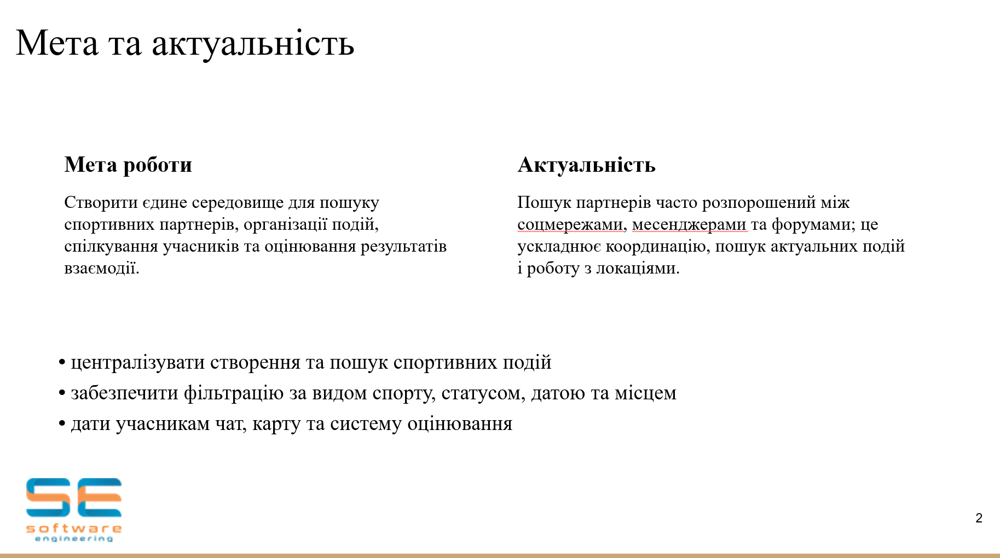 Мета та актуальність
Мета роботи
Створити єдине середовище для пошуку
спортивних партнерів, організації подій,
спілкування учасників та оцінювання результатів
взаємодії.
Актуальність
Пошук партнерів часто розпорошений між
соцмережами, месенджерами та форумами; це
ускладнює координацію, пошук актуальних подій
і роботу з локаціями.
• централізувати створення та пошук спортивних подій
• забезпечити фільтрацію за видом спорту, статусом, датою та місцем
• дати учасникам чат, карту та систему оцінювання
SE
software
engineering
2